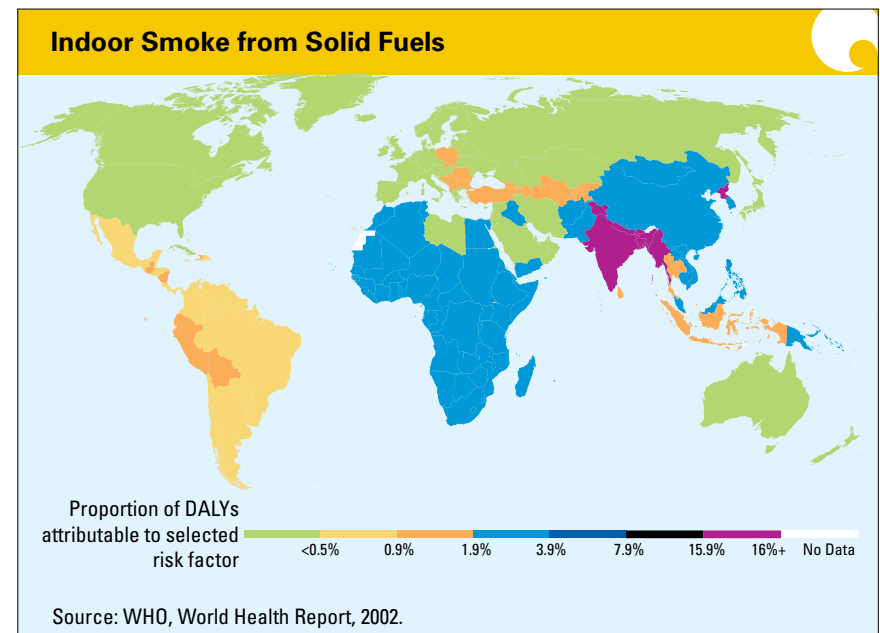 Indoor Smoke from Solid Fuels
Proportion of DALYs
attributable to selected
risk factor
<0.5% 0.9% 1.9% 3.9% 7.9% 15.9% 16%+ No Data
Source: WHO, World Health Report, 2002.